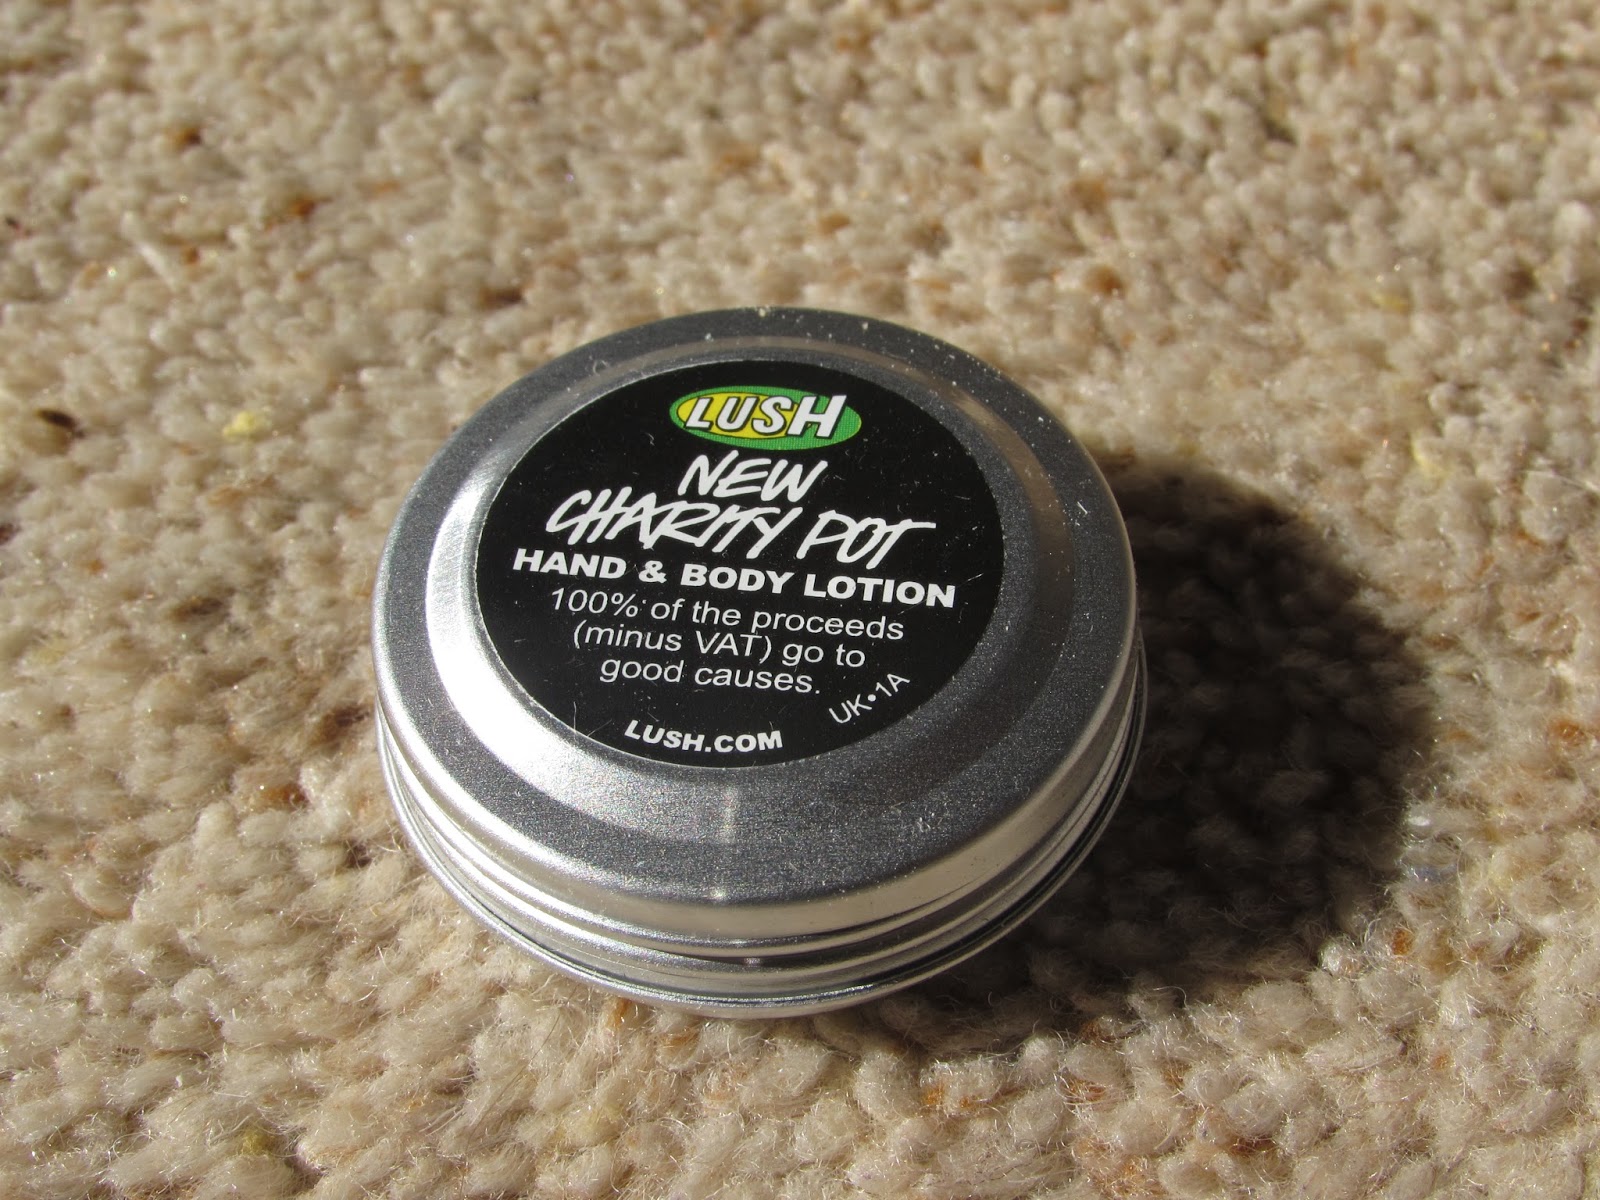 LUSH
NEW
CHARITY POT
HAND & BODY LOTION
100% of the proceeds
(minus VAT) go to
good causes.
UK•1A
LUSH.COM